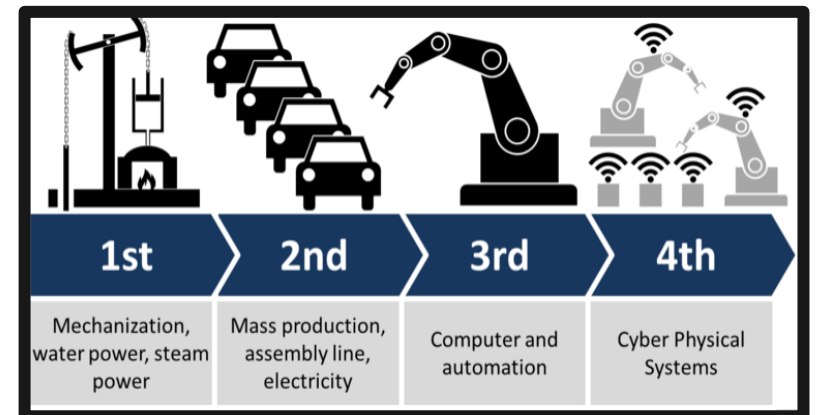 1st
2nd
3rd
4th
Mechanization,
water power, steam
power
Mass production,
assembly line,
electricity
Computer and
automation
Cyber Physical
Systems